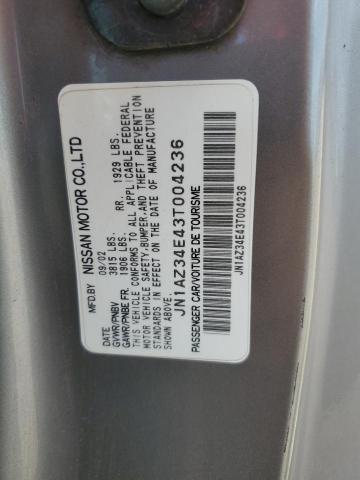 MFD.BY NISSAN MOTOR CO.,LTD
DATE 09/02
GVWR/PNBV 3815 LBS.
GAWR/PNBE FR. 1906 LBS. RR. 1929 LBS.
THIS VEHICLE CONFORMS TO ALL APPLICABLE FEDERAL
MOTOR VEHICLE SAFETY, BUMPER, AND THEFT PREVENTION
STANDARDS IN EFFECT ON THE DATE OF MANUFACTURE
SHOWN ABOVE.
JN1AZ34E43T004236
JN1AZ34E43T004236
PASSENGER CAR/VOITURE DE TOURISME